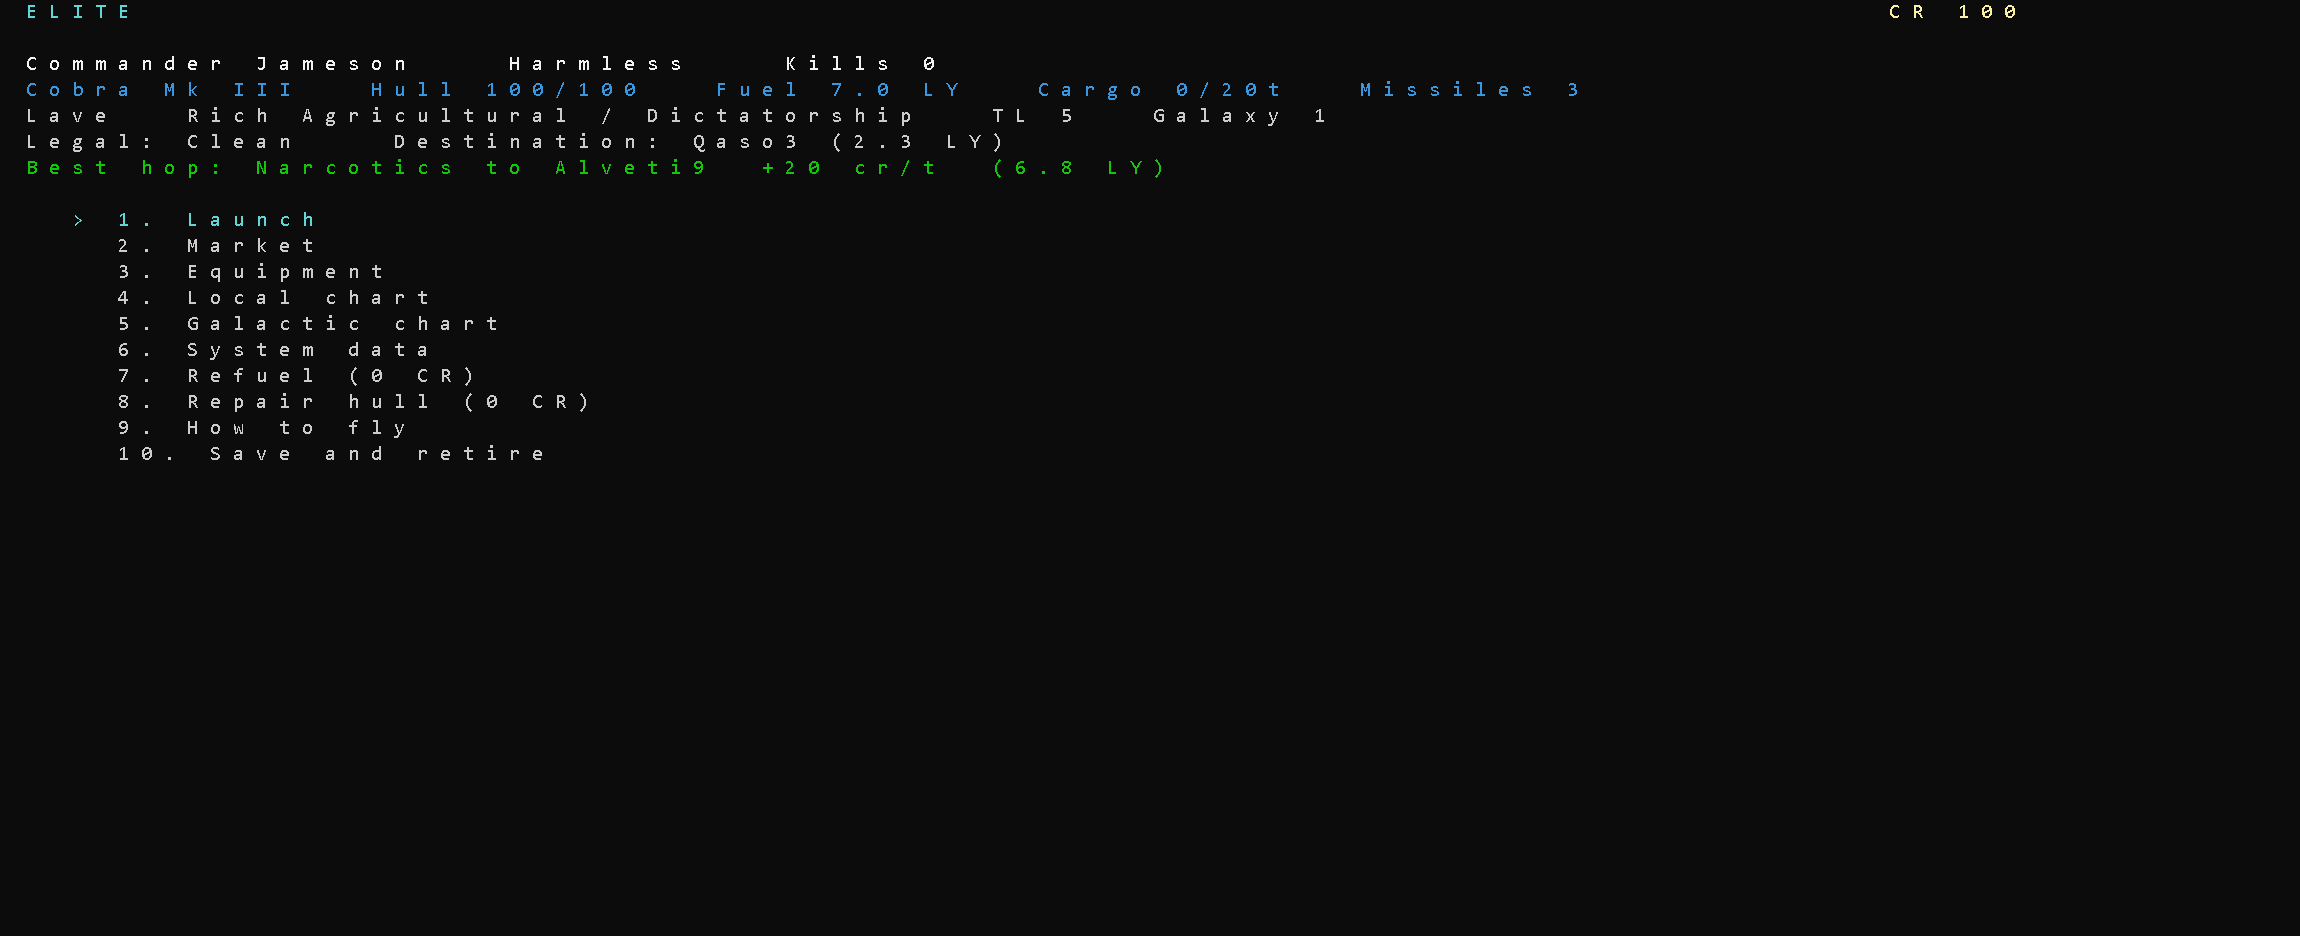 ELITE CR 100
Commander Jameson Harmless Kills 0
Cobra Mk III Hull 100/100 Fuel 7.0 LY Cargo 0/20t Missiles 3
Lave Rich Agricultural / Dictatorship TL 5 Galaxy 1
Legal: Clean Destination: Qaso3 (2.3 LY)
Best hop: Narcotics to Alveti9 +20 cr/t (6.8 LY)
> 1. Launch
2. Market
3. Equipment
4. Local chart
5. Galactic chart
6. System data
7. Refuel (0 CR)
8. Repair hull (0 CR)
9. How to fly
10. Save and retire